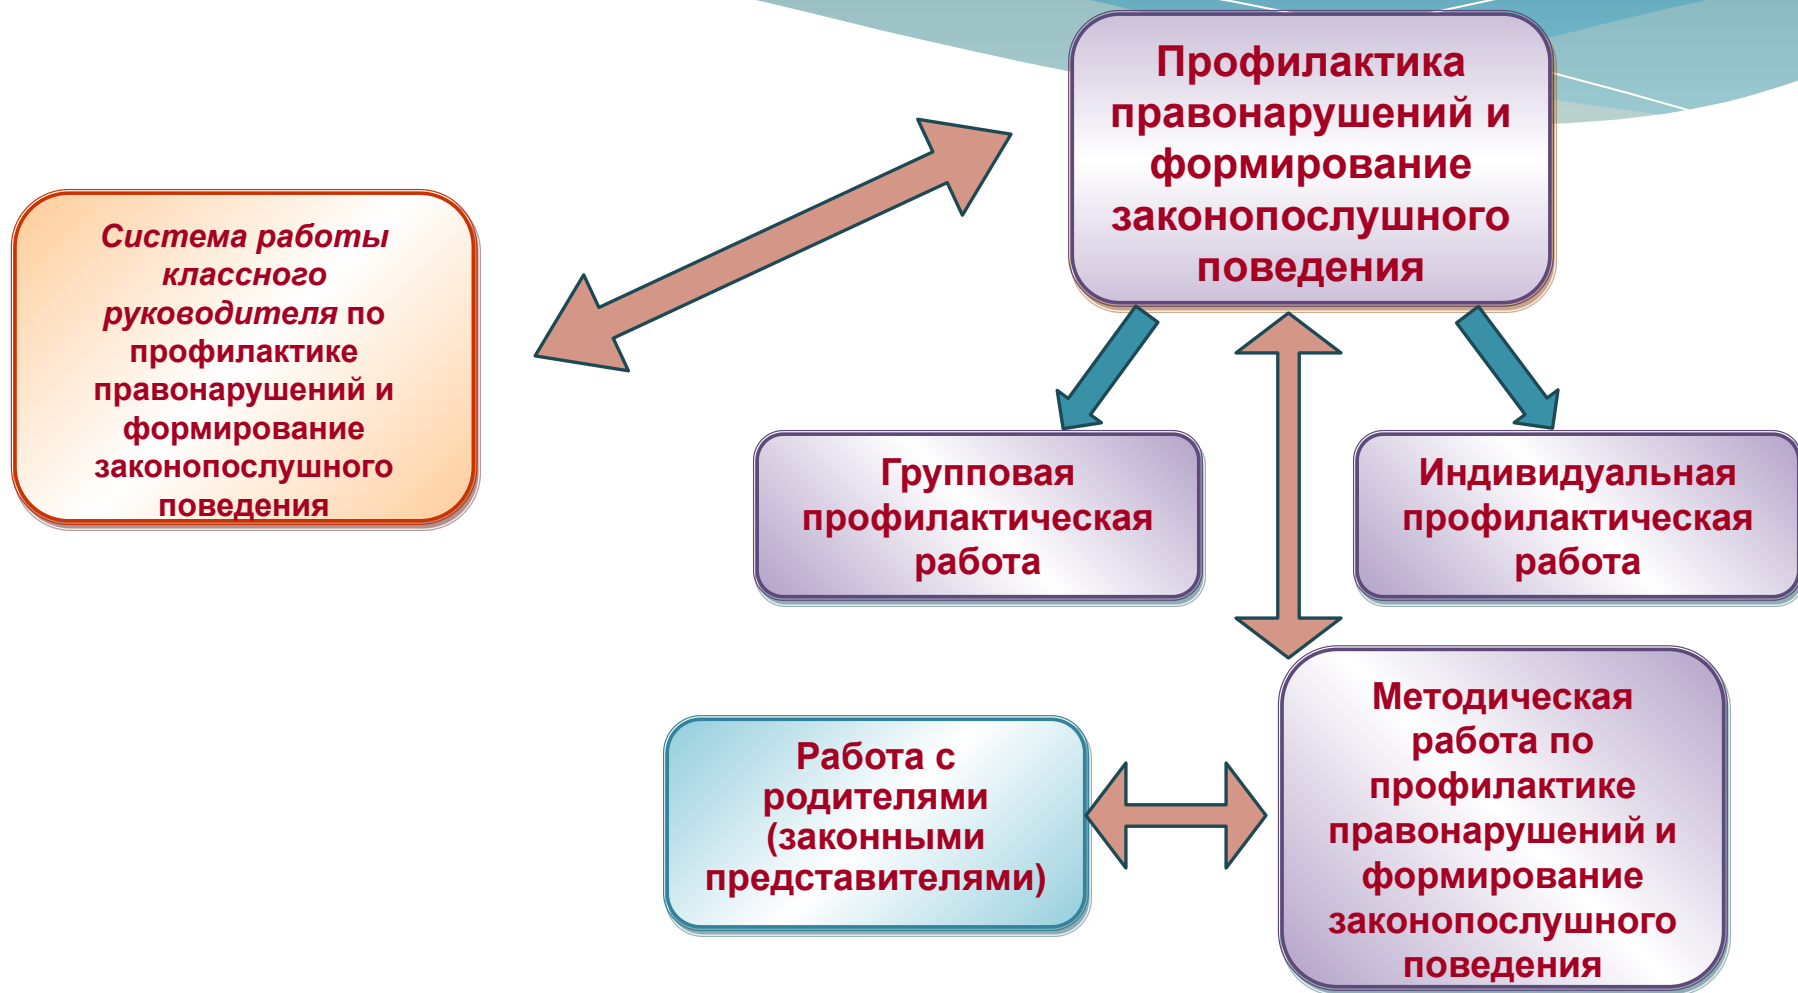 Профилактика
правонарушений и
формирование
законопослушного
поведения
Система работы
классного
руководителя по
профилактике
правонарушений и
формирование
законопослушного
поведения
Групповая
профилактическая
работа
Индивидуальная
профилактическая
работа
Работа с
родителями
(законными
представителями)
Методическая
работа по
профилактике
правонарушений и
формирование
законопослушного
поведения